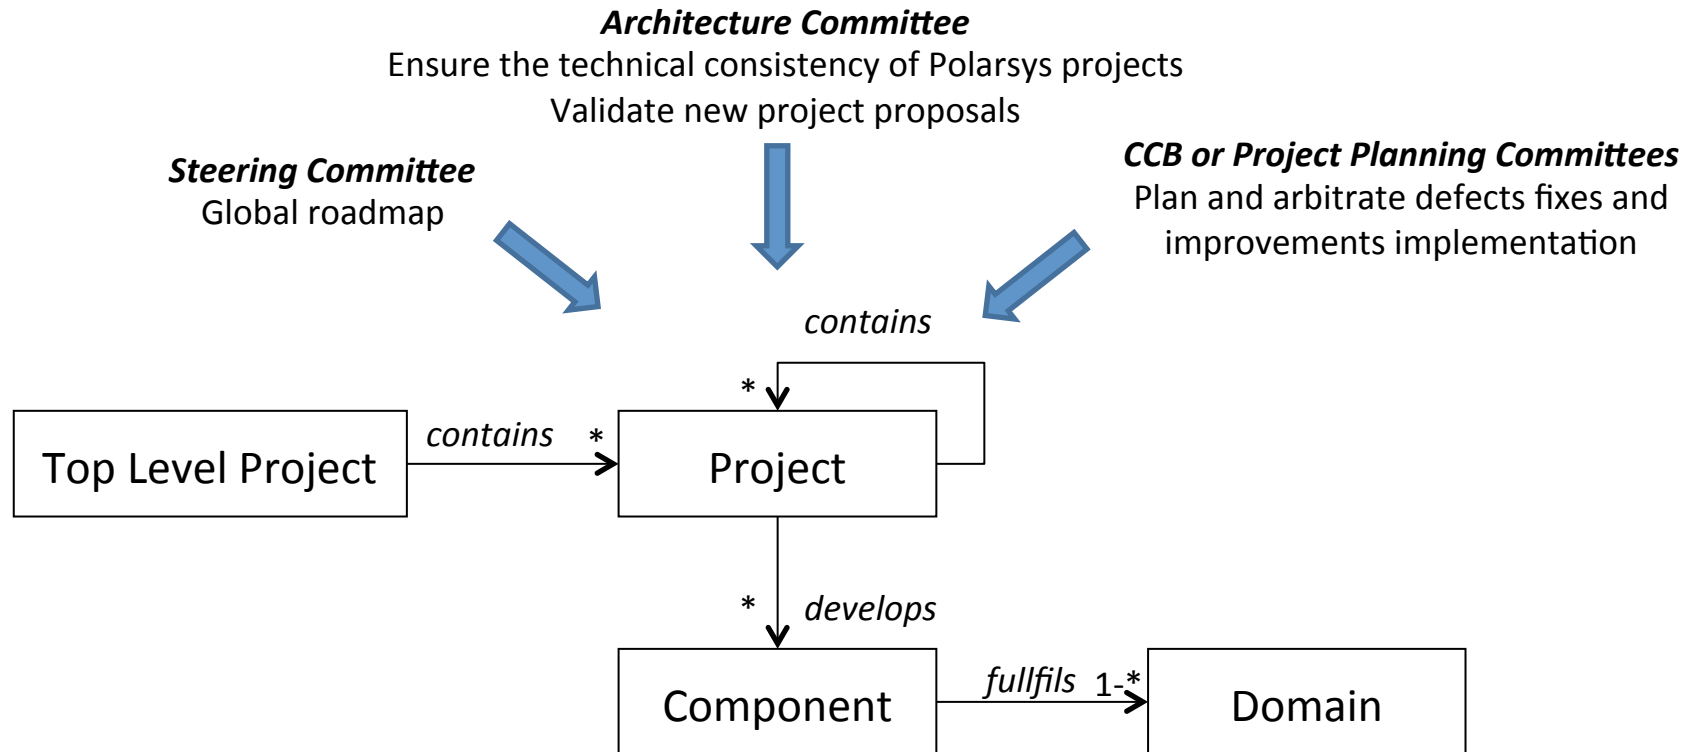 Architecture Committee
Ensure the technical consistency of Polarsys projects
Validate new project proposals
Steering Committee
Global roadmap
CCB or Project Planning Committees
Plan and arbitrate defects fixes and
improvements implementation
contains
*
Top Level Project
contains
*
Project
*
develops
Component
fullfils
1-*
Domain